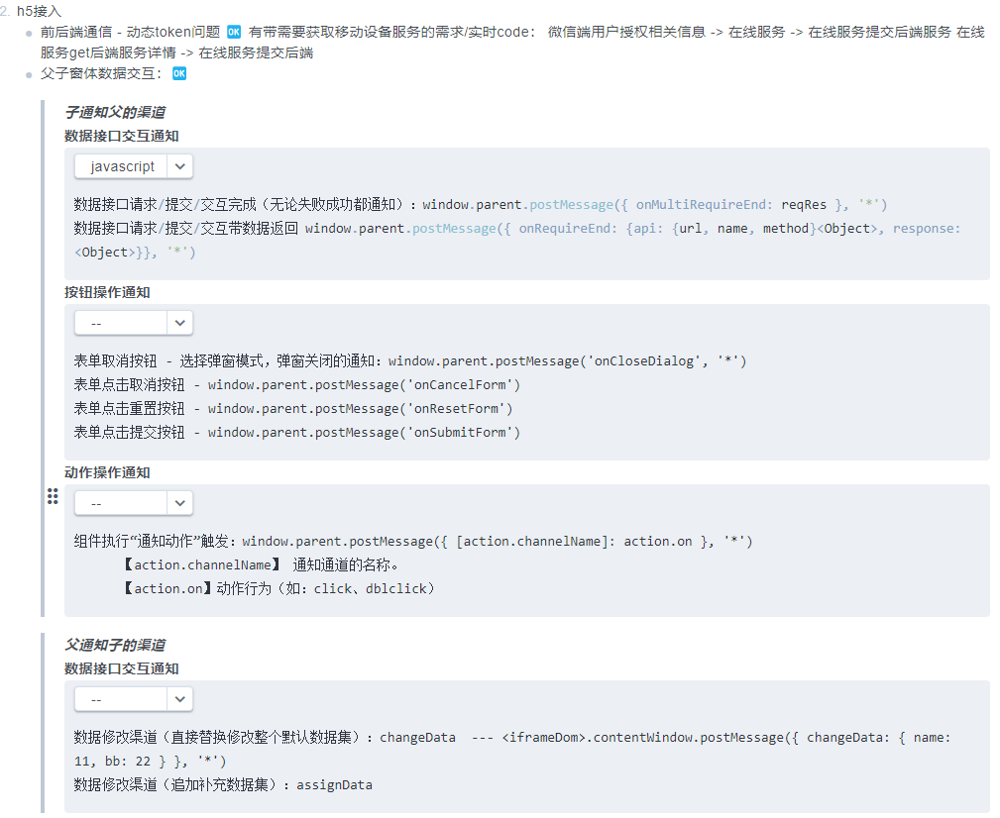 2. h5接入
前后端通信 - 动态token问题 🆗 有带需要获取移动设备服务的需求/实时code： 微信端用户授权相关信息 -> 在线服务 -> 在线服务提交后端服务 在线
服务get后端服务详情 -> 在线服务提交后端
父子窗体数据交互： 🆗
子通知父的渠道
数据接口交互通知
javascript
数据接口请求/提交/交互完成（无论失败成功都通知）：window.parent.postMessage({ onMultiRequireEnd: reqRes }, '*')
数据接口请求/提交/交互带数据返回 window.parent.postMessage({ onRequireEnd: {api: {url, name, method}<Object>, response:
<Object>}}, '*')
按钮操作通知
--
表单取消按钮 - 选择弹窗模式，弹窗关闭的通知：window.parent.postMessage('onCloseDialog', '*')
表单点击取消按钮 - window.parent.postMessage('onCancelForm')
表单点击重置按钮 - window.parent.postMessage('onResetForm')
表单点击提交按钮 - window.parent.postMessage('onSubmitForm')
动作操作通知
--
组件执行“通知动作”触发：window.parent.postMessage({ [action.channelName]: action.on }, '*')
【action.channelName】 通知通道的名称。
【action.on】动作行为（如：click、dblclick）
父通知子的渠道
数据接口交互通知
--
数据修改渠道（直接替换修改整个默认数据集）：changeData --- <iframeDom>.contentWindow.postMessage({ changeData: { name:
11, bb: 22 } }, '*')
数据修改渠道（追加补充数据集）：assignData